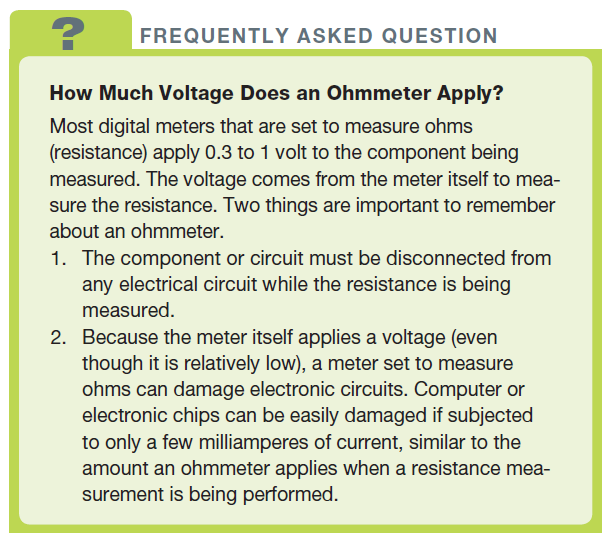 ?
FREQUENTLY ASKED QUESTION
How Much Voltage Does an Ohmmeter Apply?
Most digital meters that are set to measure ohms
(resistance) apply 0.3 to 1 volt to the component being
measured. The voltage comes from the meter itself to mea-
sure the resistance. Two things are important to remember
about an ohmmeter.
1. The component or circuit must be disconnected from
any electrical circuit while the resistance is being
measured.
2. Because the meter itself applies a voltage (even
though it is relatively low), a meter set to measure
ohms can damage electronic circuits. Computer or
electronic chips can be easily damaged if subjected
to only a few milliamperes of current, similar to the
amount an ohmmeter applies when a resistance mea-
surement is being performed.